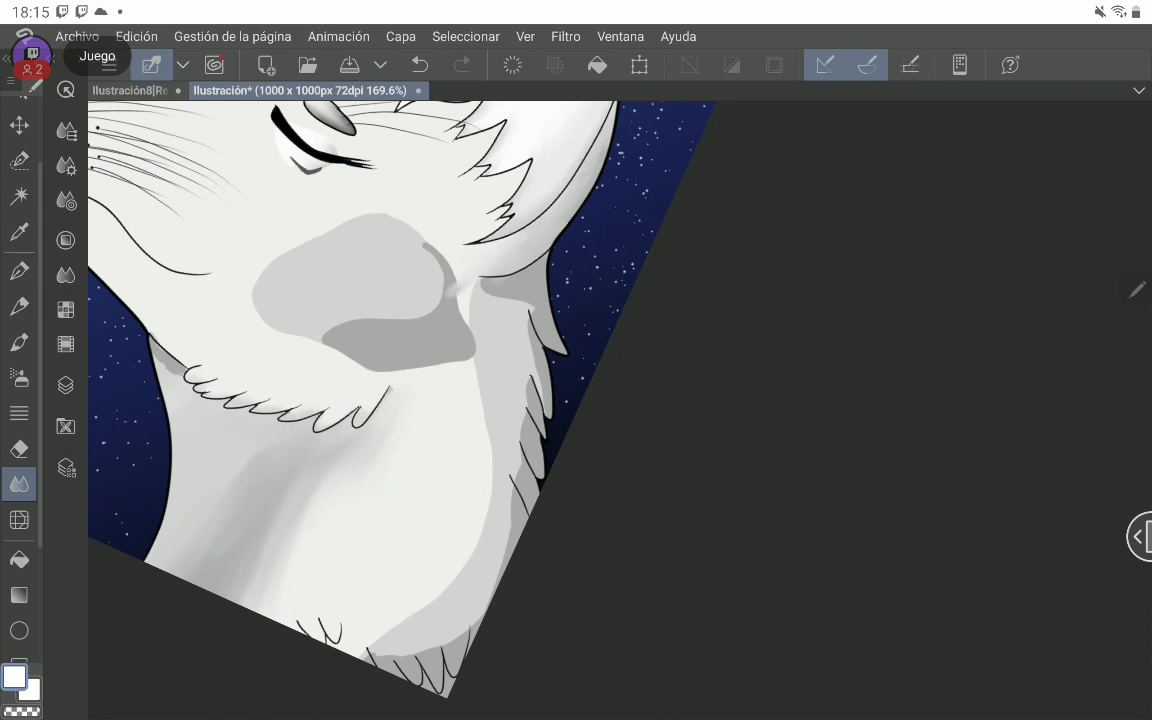 18:15
Archivo Edición Gestión de la página Animación Capa Seleccionar Ver Filtro Ventana Ayuda
Juego
2
Ilustración8[Re
Ilustración* (1000 x 1000px 72dpi 169.6%)